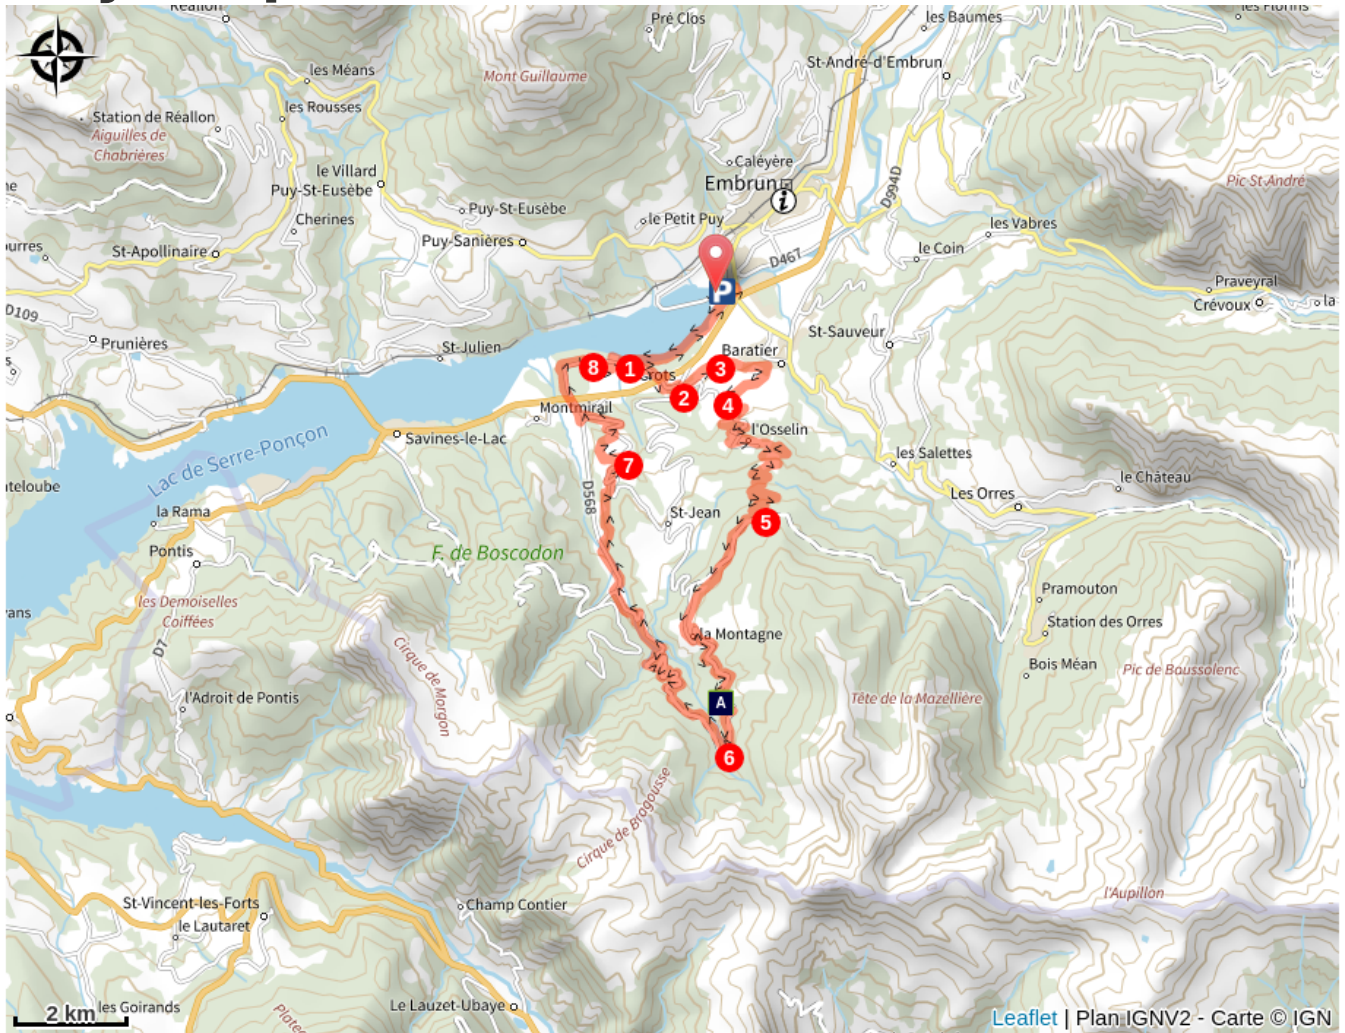 Réallon
Pré Clos
les Baumes
les Florins
St-André-d'Embrun
les Méans
Mont Guillaume
les Rousses
Station de Réallon
Aiguilles de
Chabrières
Caléyère
le Villard
Embrun
i
D994D
Pic St-André
Puy-St-Eusèbe
Puy-St-Eusèbe
Cherines
le Petit Puy
les Vabres
Puy-Sanières
le Coin
St-Apollinaire
D467
Praveyral
Crévoux
la
P
D109
Prunières
St-Julien
St-Sauveur
Baratier
8
1
3
2
4
Montmirail
l'Osselin
Savines-le-Lac
Lac de Serre-Ponçon
7
les Salettes
le Château
Les Orres
D568
la Rama
St-Jean
5
Pontis
F. de Boscodon
les Demoiselles
Coiffées
Pramouton
Station des Orres
D7
la Montagne
Cirque de Morgon
Bois Méan
Pic de Boussolenc
l'Adroit de Pontis
A
Tête de la Mazellière
6
Cirque de Bragousse
l'Aupillon
St-Vincent-les-Forts
Champ Contier
le Lautaret
les Goirands
Le Lauzet-Ubaye
2 km
Leaflet | Plan IGNV2 - Carte © IGN